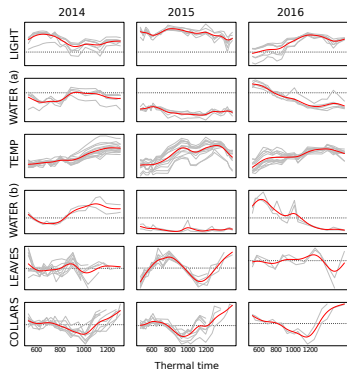 2014 2015 2016
LIGHT
WATER (a)
TEMP
WATER (b)
LEAVES
COLLARS
600 800 1000 1200 600 800 1000 1200 600 800 1000 1200
Thermal time